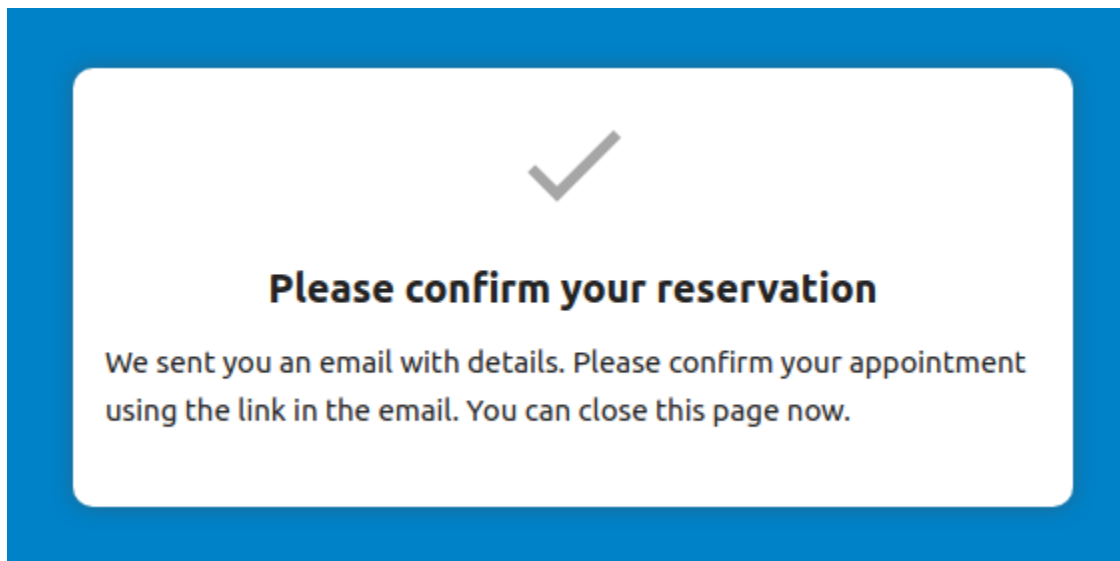 Please confirm your reservation
We sent you an email with details. Please confirm your appointment
using the link in the email. You can close this page now.